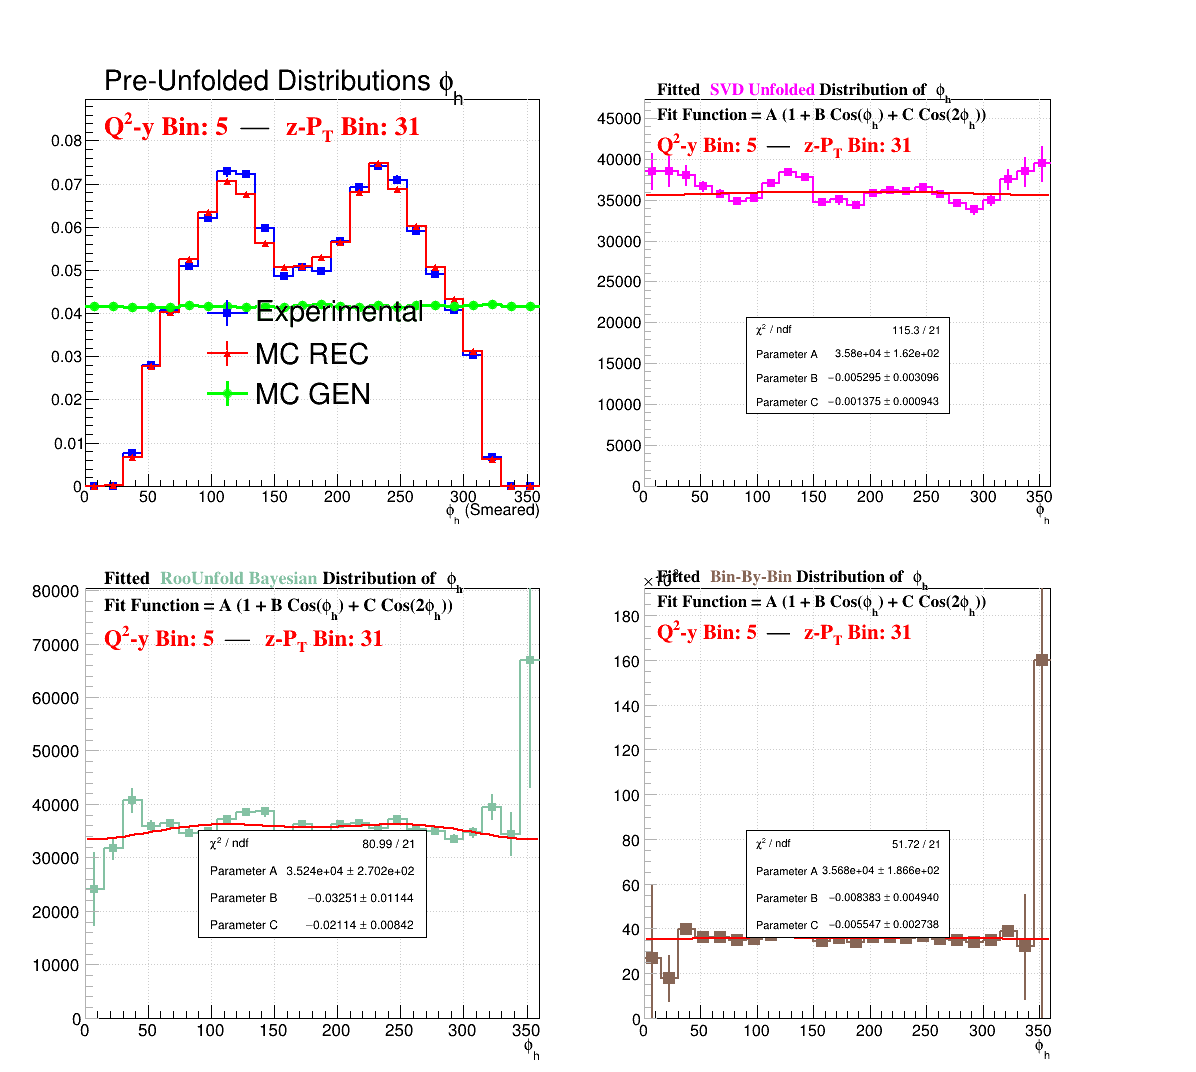 Pre-Unfolded Distributions ϕh
Q2-y Bin: 5 — z-PT Bin: 31
0.08
0.07
0.06
0.05
0.04
0.03
0.02
0.01
0
Experimental
MC REC
MC GEN
0 50 100 150 200 250 300 350
ϕh (Smeared)
Fitted SVD Unfolded Distribution of ϕh
Fit Function = A (1 + B Cos(ϕh) + C Cos(2ϕh))
Q2-y Bin: 5 — z-PT Bin: 31
45000
40000
35000
30000
25000
20000
15000
10000
5000
0
χ2 / ndf 115.3 / 21
Parameter A 3.58e+04 ± 1.62e+02
Parameter B −0.005295 ± 0.003096
Parameter C −0.001375 ± 0.000943
0 50 100 150 200 250 300 350
ϕh
Fitted RooUnfold Bayesian Distribution of ϕh
Fit Function = A (1 + B Cos(ϕh) + C Cos(2ϕh))
Q2-y Bin: 5 — z-PT Bin: 31
80000
70000
60000
50000
40000
30000
20000
10000
0
χ2 / ndf 80.99 / 21
Parameter A 3.524e+04 ± 2.702e+02
Parameter B −0.03251 ± 0.01144
Parameter C −0.02114 ± 0.00842
0 50 100 150 200 250 300 350
ϕh
Fitted Bin-By-Bin Distribution of ϕh
Fit Function = A (1 + B Cos(ϕh) + C Cos(2ϕh))
Q2-y Bin: 5 — z-PT Bin: 31
180
160
140
120
100
80
60
40
20
0
χ2 / ndf 51.72 / 21
Parameter A 3.568e+04 ± 1.866e+02
Parameter B −0.008383 ± 0.004940
Parameter C −0.005547 ± 0.002738
0 50 100 150 200 250 300 350
ϕh